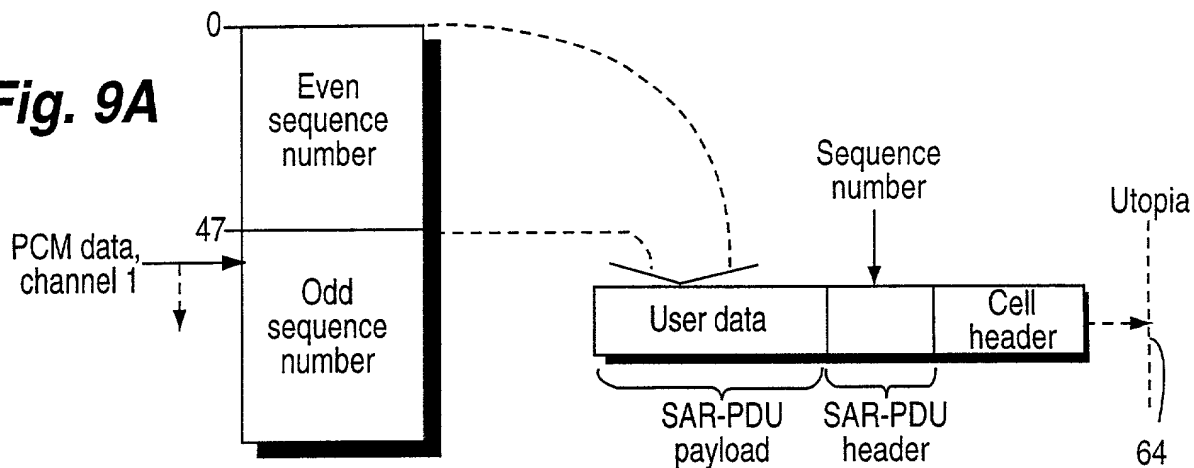 Fig. 9A
0
Even
sequence
number
47
PCM data,
channel 1
Odd
sequence
number
Sequence
number
Utopia
User data
Cell
header
SAR-PDU
payload
SAR-PDU
header
64